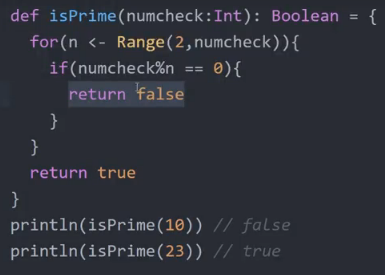 def isPrime(numcheck:Int): Boolean = {
  for(n <- Range(2,numcheck)){
    if(numcheck%n == 0){
      return false
    }
  }
  return true
}
println(isPrime(10)) // false
println(isPrime(23)) // true